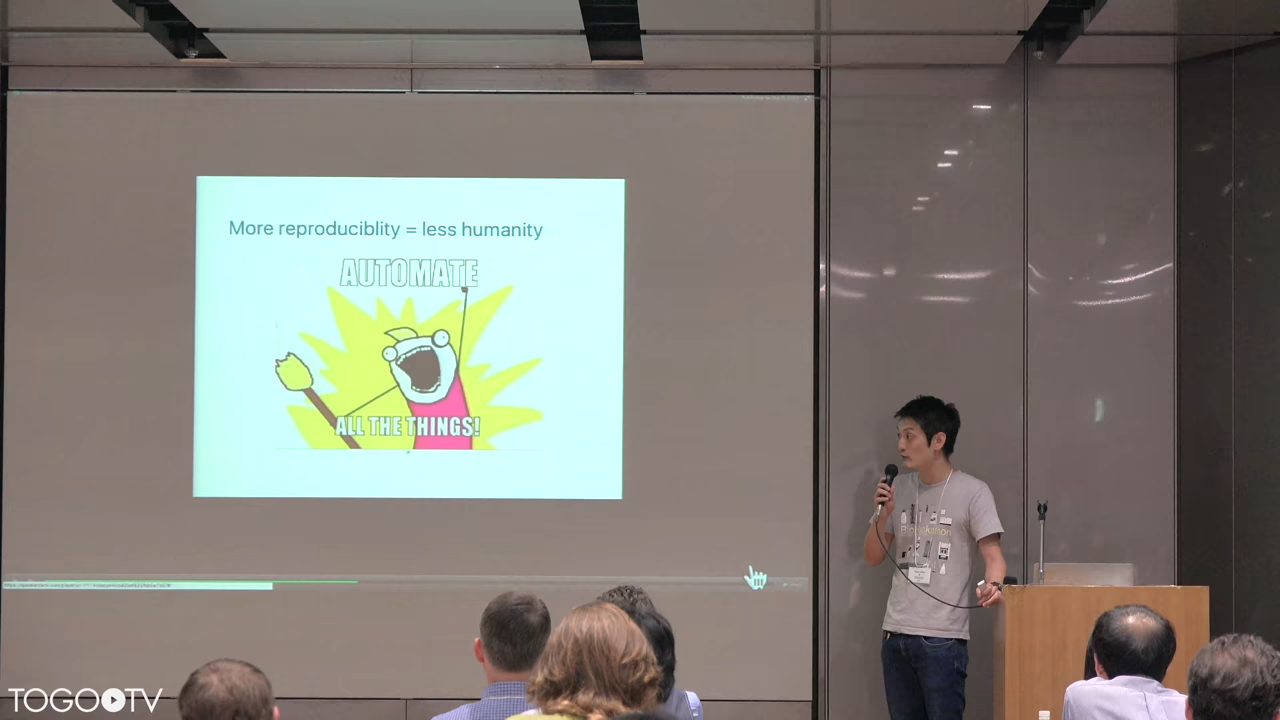 More reproduciblity = less humanity
AUTOMATE
ALL THE THINGS!
TOGO TV